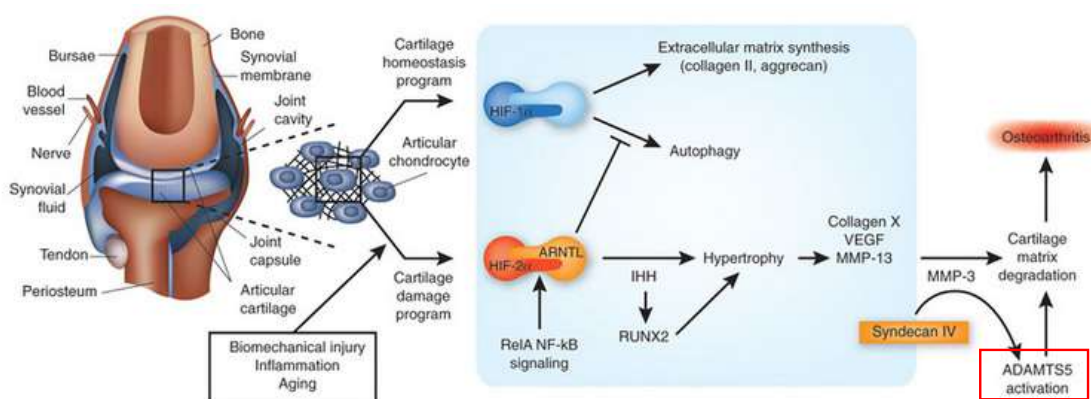 Bone
Bursae
Synovial
membrane
Blood
vessel
Joint
cavity
Nerve
Synovial
fluid
Tendon
Joint
capsule
Periosteum
Articular
cartilage
Cartilage
homeostasis
program
Articular
chondrocyte
Cartilage
damage
program
Biomechanical injury
Inflammation
Aging
HIF-1α
Extracellular matrix synthesis
(collagen II, aggrecan)
Autophagy
HIF-2α
ARNTL
RelA NF-kB
signaling
IHH
RUNX2
Hypertrophy
Collagen X
VEGF
MMP-13
MMP-3
Syndecan IV
ADAMTS5
activation
Cartilage
matrix
degradation
Osteoarthritis